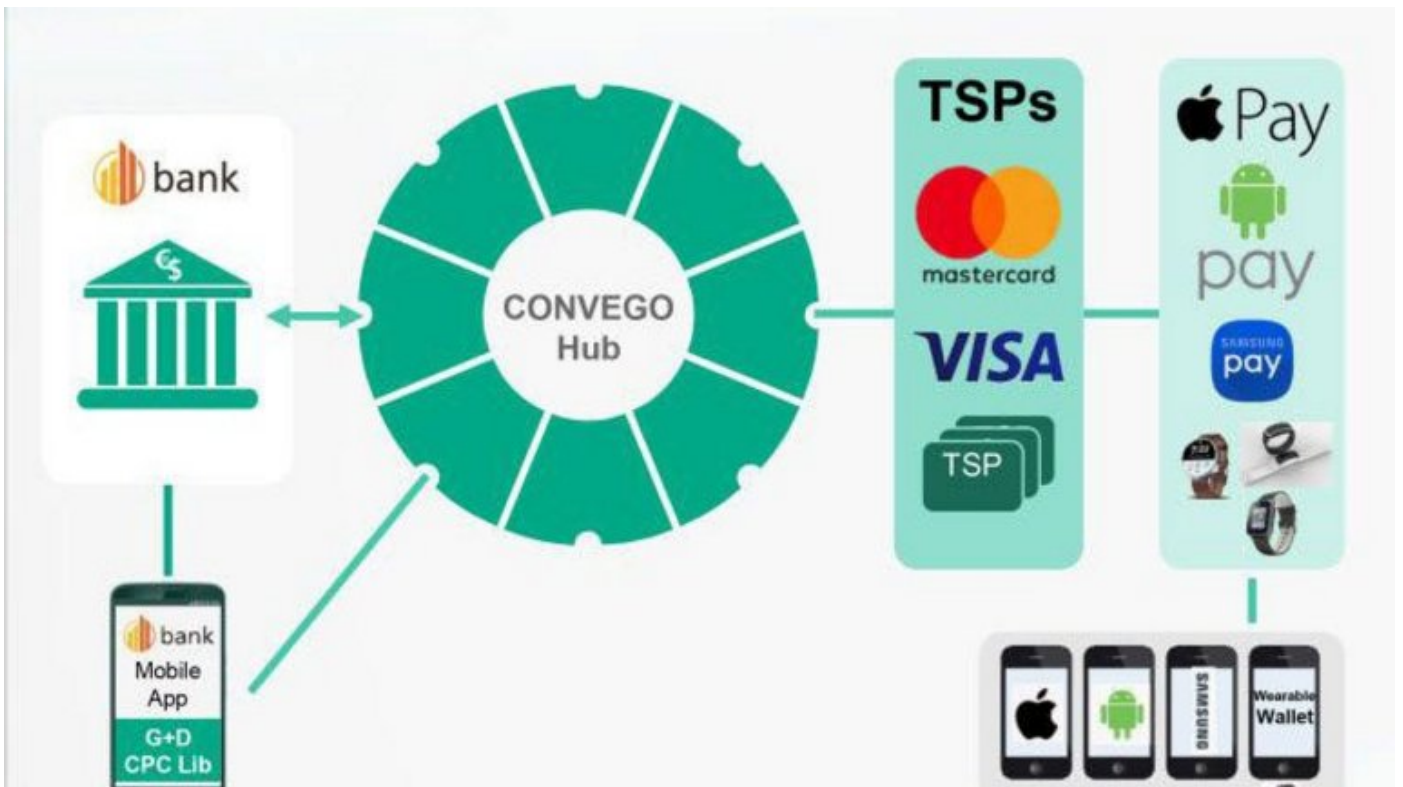 bank
€$
bank
Mobile
App
G+D
CPC Lib
CONVEGO
Hub
TSPs
mastercard
VISA
TSP
Pay
pay
SAMSUNG
pay
SAMSUNG
Wearable
Wallet